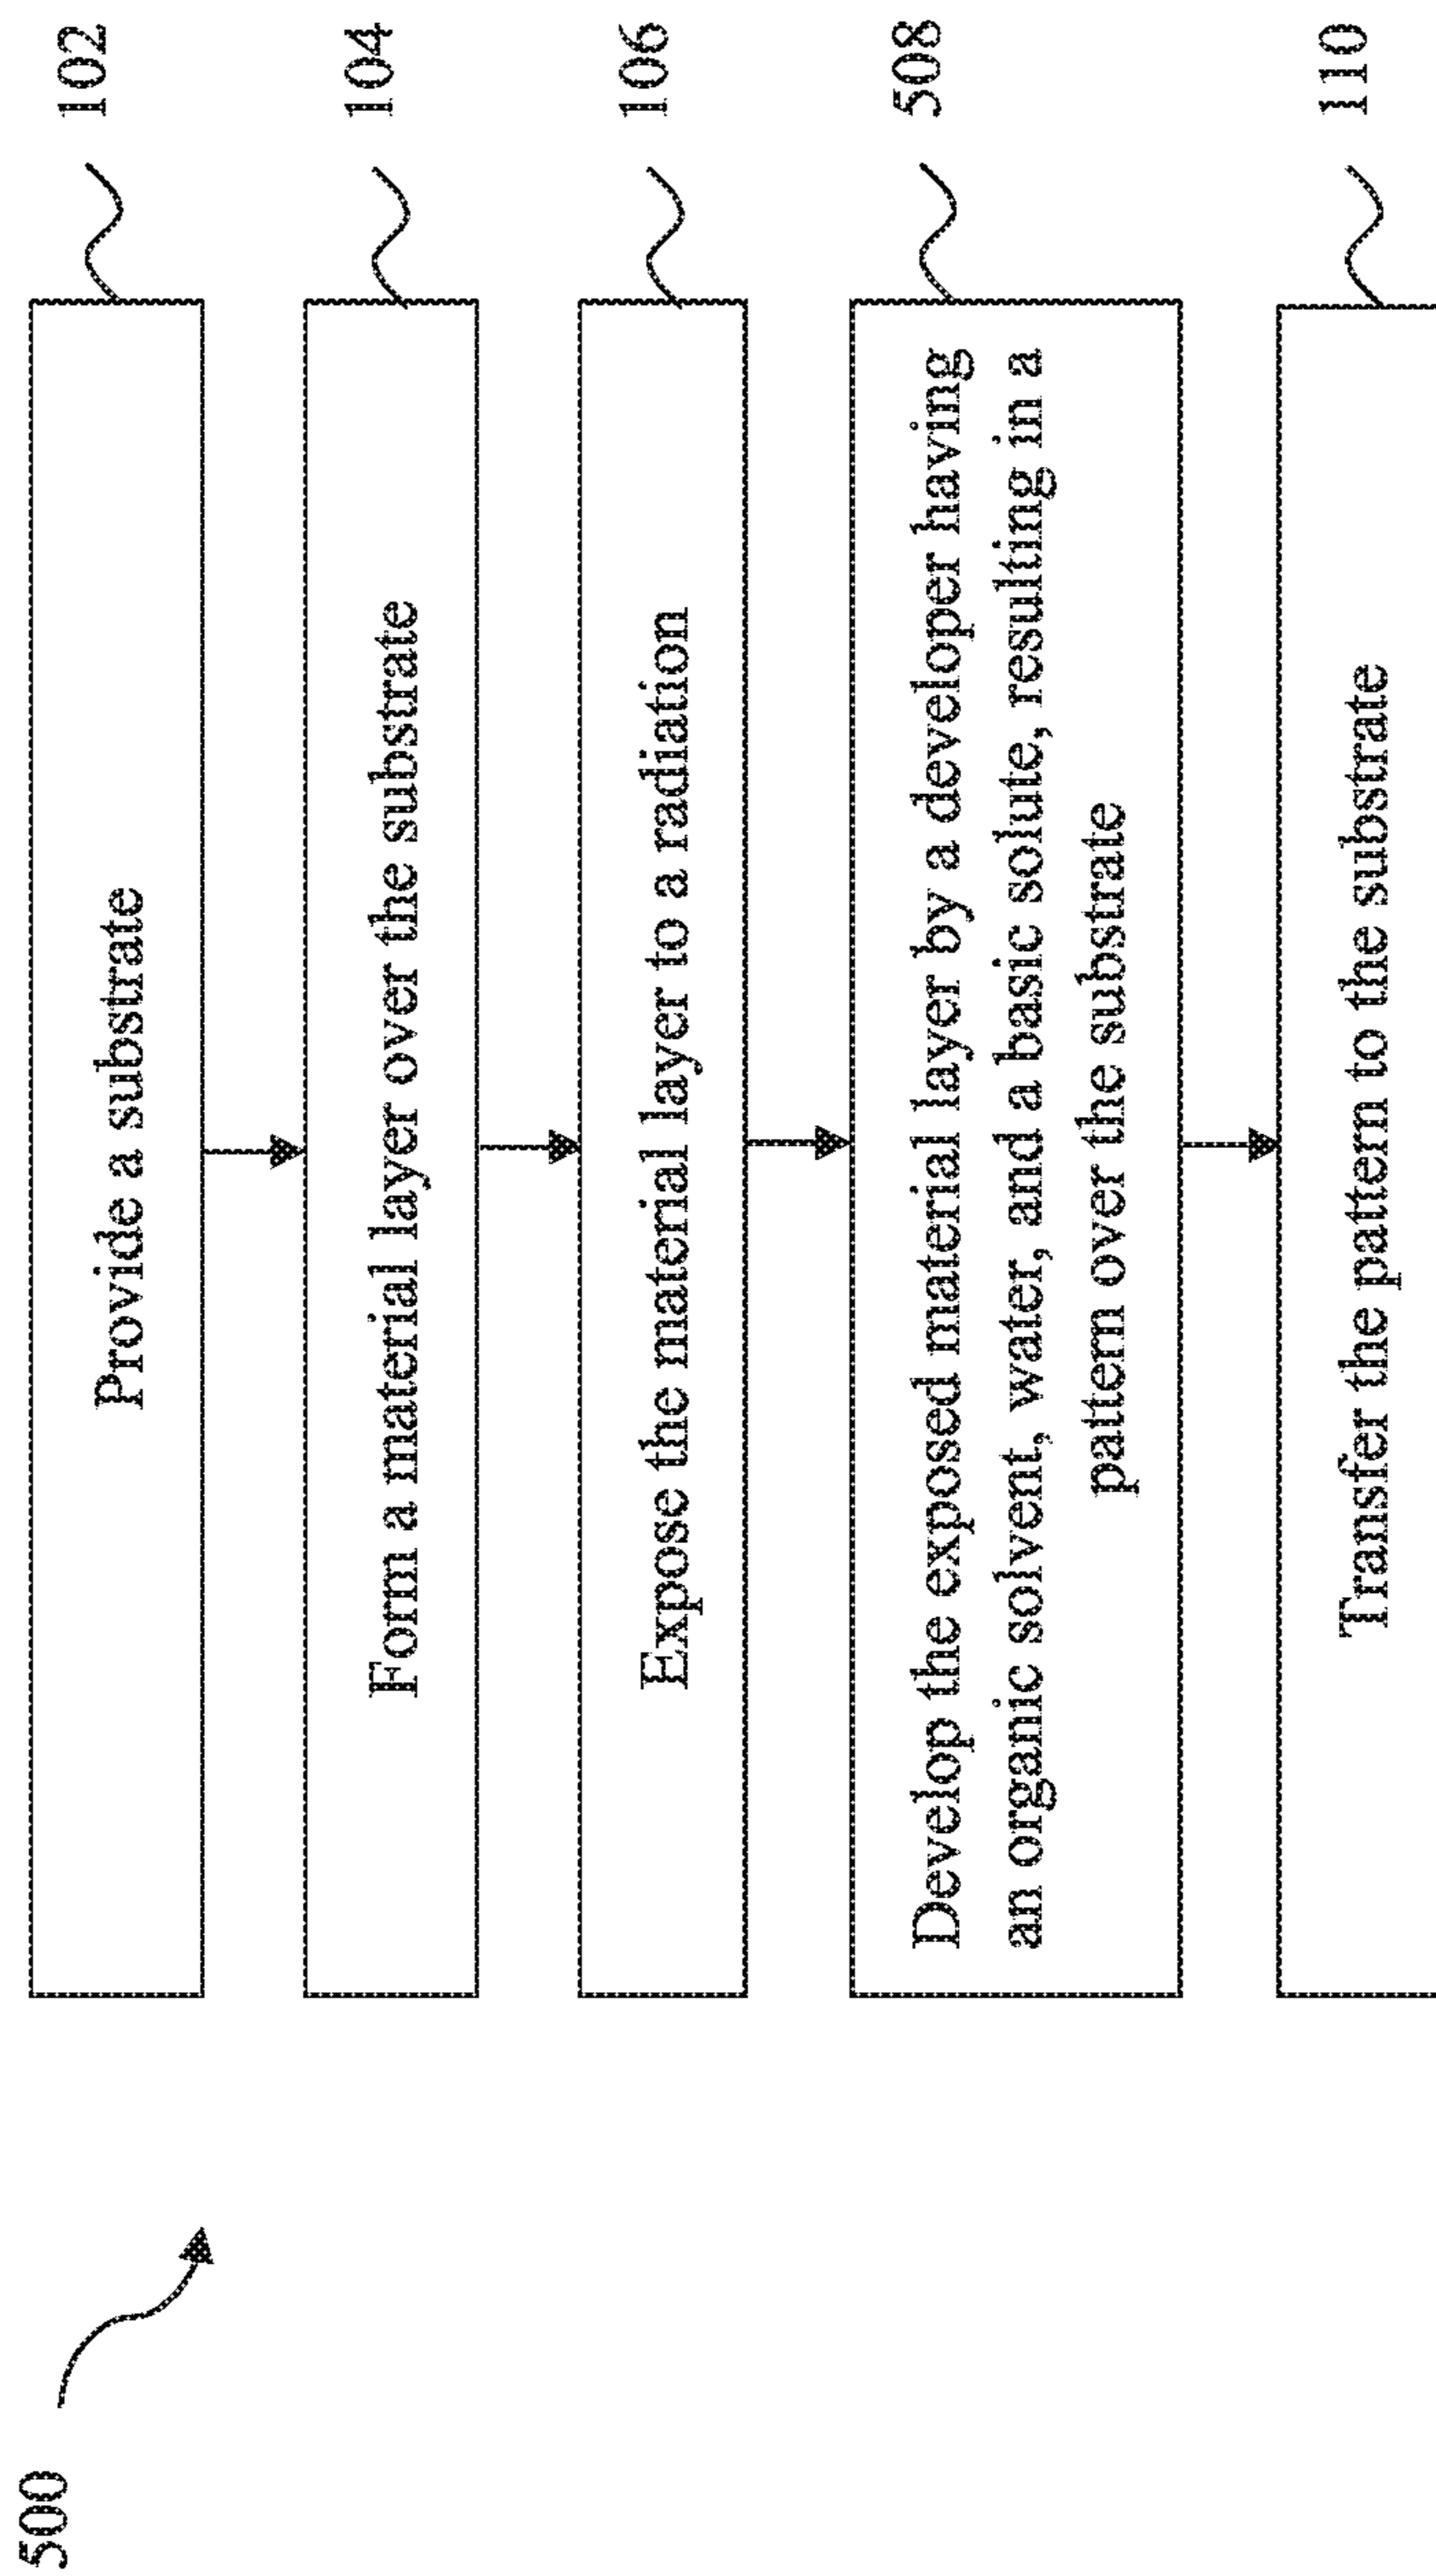 500
Provide a substrate
102
Form a material layer over the substrate
104
Expose the material layer to a radiation
106
Develop the exposed material layer by a developer having
an organic solvent, water, and a basic solute, resulting in a
pattern over the substrate
508
Transfer the pattern to the substrate
110